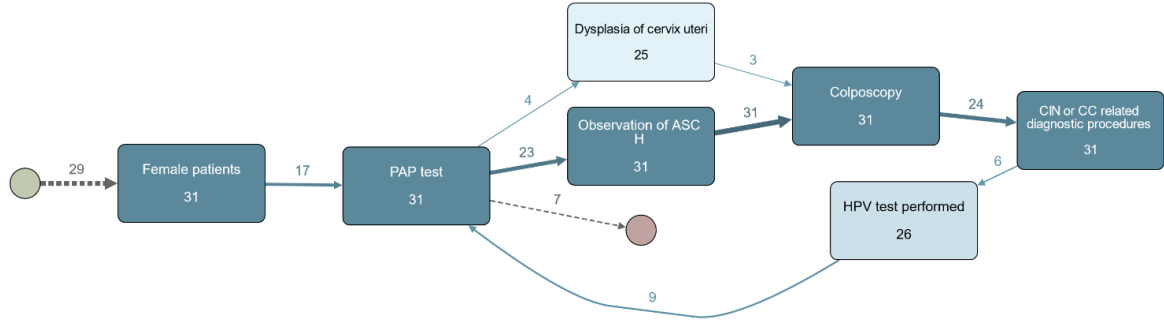 29
Female patients
31
17
PAP test
31
4
Dysplasia of cervix uteri
25
3
23
Observation of ASC
H
31
31
Colposcopy
31
24
CIN or CC related
diagnostic procedures
31
6
HPV test performed
26
7
9